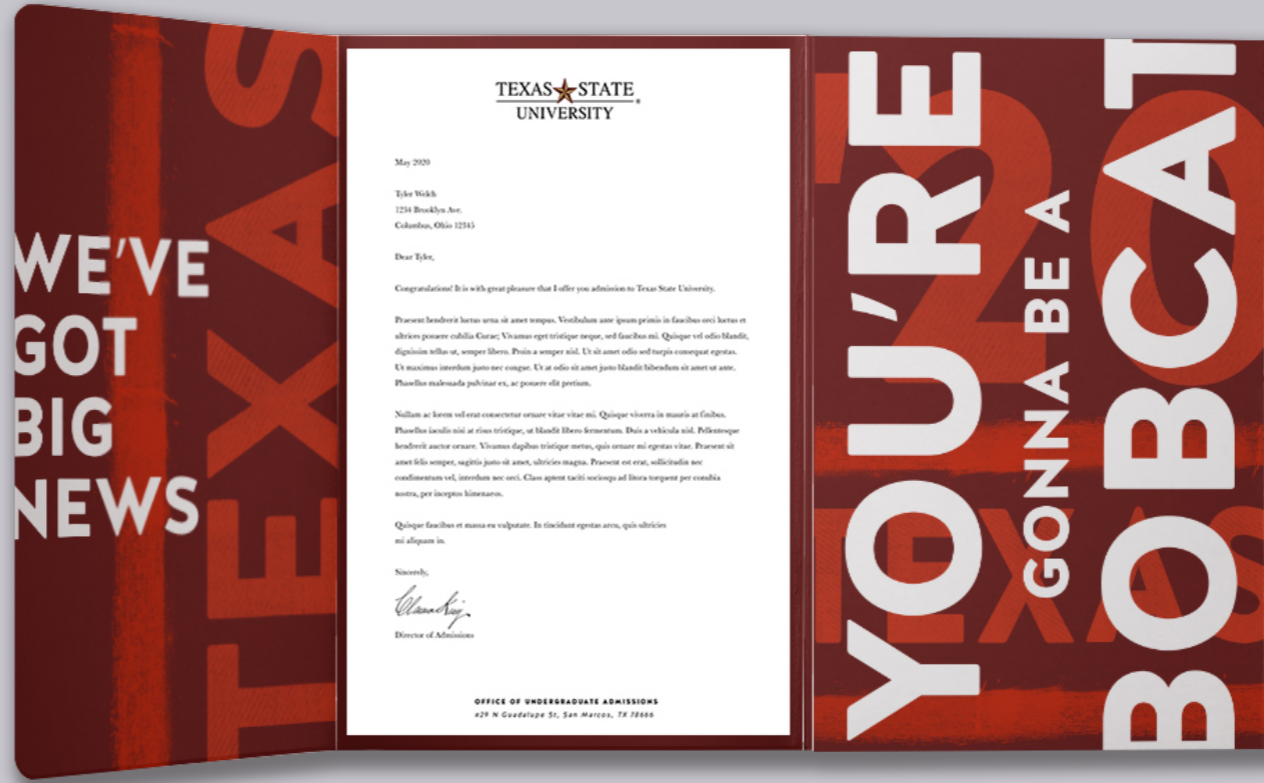 WE'VE
GOT
BIG
NEWS
TEXAS
TEXAS STATE
UNIVERSITY
®
May 2020
Tyler Welch
1234 Brooklyn Ave.
Columbus, Ohio 12345
Dear Tyler,
Congratulations! It is with great pleasure that I offer you admission to Texas State University.
Praesent hendrerit luctus urna sit amet tempus. Vestibulum ante ipsum primis in faucibus orci luctus et
ultrices posuere cubilia Curae; Vivamus eget tristique neque, sed faucibus mi. Quisque vel odio blandit,
dignissim tellus ut, semper libero. Proin a semper nisl. Ut sit amet odio sed turpis consequat egestas.
Ut maximus interdum justo nec congue. Ut at odio sit amet justo blandit bibendum sit amet ut ante.
Phasellus malesuada pulvinar ex, ac posuere elit pretium.
Nullam ac lorem vel erat consectetur ornare vitae vitae mi. Quisque viverra in mauris at finibus.
Phasellus iaculis nisi at risus tristique, ut blandit libero fermentum. Duis a vehicula nisl. Pellentesque
hendrerit auctor ornare. Vivamus dapibus tristique metus, quis ornare mi egestas vitae. Praesent sit
amet felis semper, sagittis justo sit amet, ultricies magna. Praesent est erat, sollicitudin nec
condimentum vel, interdum nec orci. Class aptent taciti sociosqu ad litora torquent per conubia
nostra, per inceptos himenaeos.
Quisque faucibus et massa eu vulputate. In tincidunt egestas arcu, quis ultricies
mi aliquam in.
Sincerely,
Director of Admissions
OFFICE OF UNDERGRADUATE ADMISSIONS
429 N Guadalupe St, San Marcos, TX 78666
YOU'RE
GONNA BE A
BOBCAT
'20
TEXAS